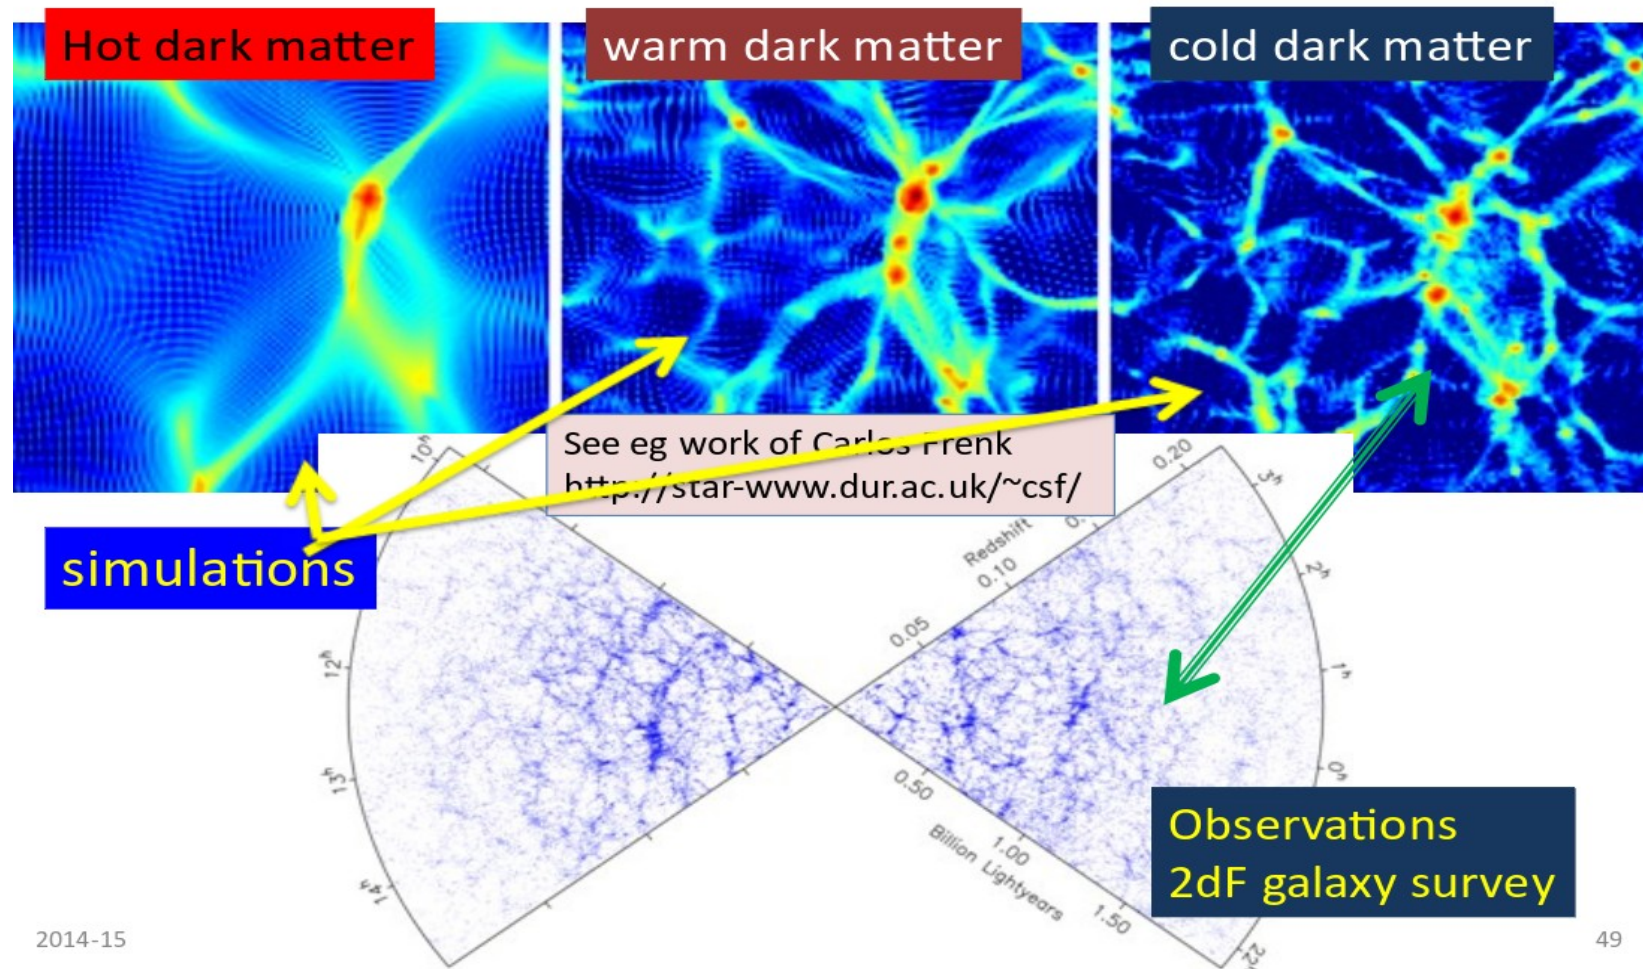 Hot dark matter
warm dark matter
cold dark matter
See eg work of Carlos Frenk
http://star-www.dur.ac.uk/~csf/
simulations
10h
12h
13h
14h
0.20
0.10
0.05
Redshift
3h
2h
1h
0h
0.50
1.00
1.50
Billion Lightyears
Observations
2dF galaxy survey
2014-15
49